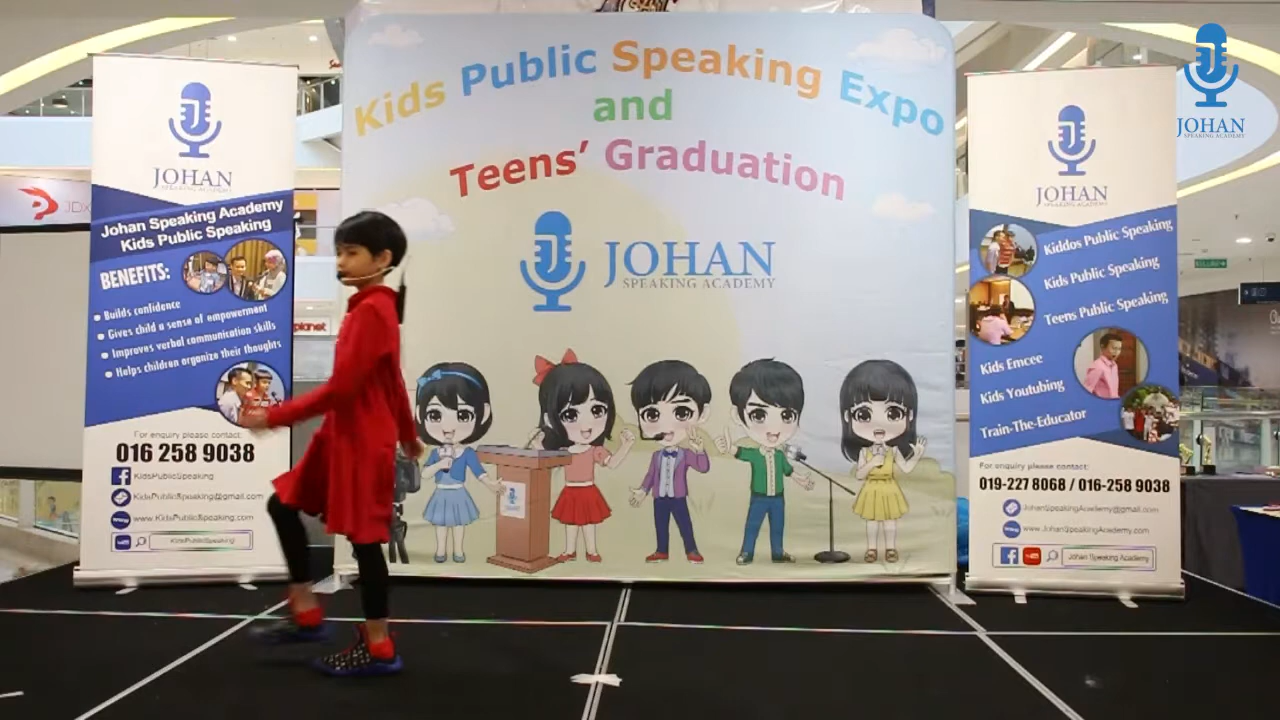 Kids Public Speaking Expo
and
Teens' Graduation
JOHAN
SPEAKING ACADEMY
JOHAN
SPEAKING ACADEMY
Johan Speaking Academy
Kids Public Speaking
BENEFITS:
Builds confidence
Gives child a sense of empowerment
Improves verbal communication skills
Helps children organize their thoughts
For enquiry please contact:
016 258 9038
KidsPublicSpeaking
KidsPublicSpeaking@gmail.com
www.KidsPublicSpeaking.com
KidsPublicSpeaking
JOHAN
SPEAKING ACADEMY
Kiddos Public Speaking
Kids Public Speaking
Teens Public Speaking
Kids Emcee
Kids Youtubing
Train-The-Educator
For enquiry please contact:
019-227 8068 / 016-258 9038
JohanSpeakingAcademy@gmail.com
www.JohanSpeakingAcademy.com
Johan Speaking Academy
JOHAN
SPEAKING ACADEMY
JDX
planet